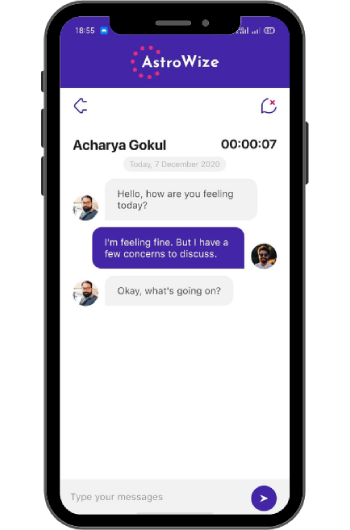 18:55
AstroWize
Acharya Gokul 00:00:07
Today, 7 December 2020
Hello, how are you feeling
today?
I'm feeling fine. But I have a
few concerns to discuss.
Okay, what's going on?
Type your messages